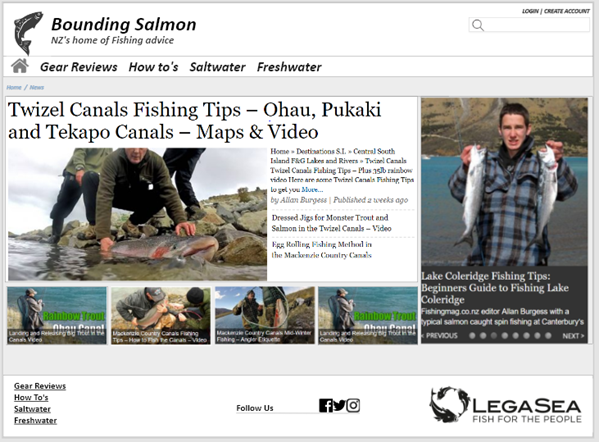 LOGIN | CREATE ACCOUNT
Bounding Salmon
NZ's home of Fishing advice
Gear Reviews How to's Saltwater Freshwater
Home / News
Twizel Canals Fishing Tips – Ohau, Pukaki
and Tekapo Canals – Maps & Video
Home » Destinations S.I. » Central South
Island F&G Lakes and Rivers » Twizel Canals
Twizel Canals Fishing Tips – Plus 35lb rainbow
video Here are some Twizel Canals Fishing Tips
to get you More...
by Allan Burgess | Published 2 weeks ago
Dressed Jigs for Monster Trout and
Salmon in the Twizel Canals – Video
Egg Rolling Fishing Method in
the Mackenzie Country Canals
Lake Coleridge Fishing Tips:
Beginners Guide to Fishing Lake
Coleridge
Fishingmag.co.nz editor Allan Burgess with a
typical salmon caught spin fishing at Canterbury's
< PREVIOUS NEXT >
Rainbow Trout
Ohau Canal
Landing and Releasing Big Trout in the
Canals Video
Mackenzie Country Canals Fishing
Tips – How to Fish the Canals – Video
Mackenzie Country Canals Mid-Winter
Fishing – Angler Etiquette
Rainbow Trout
Ohau Canal
Landing and Releasing Big Trout in the
Canals Video
Gear Reviews
How To's
Saltwater
Freshwater
Follow Us
LEGASEA
FISH FOR THE PEOPLE